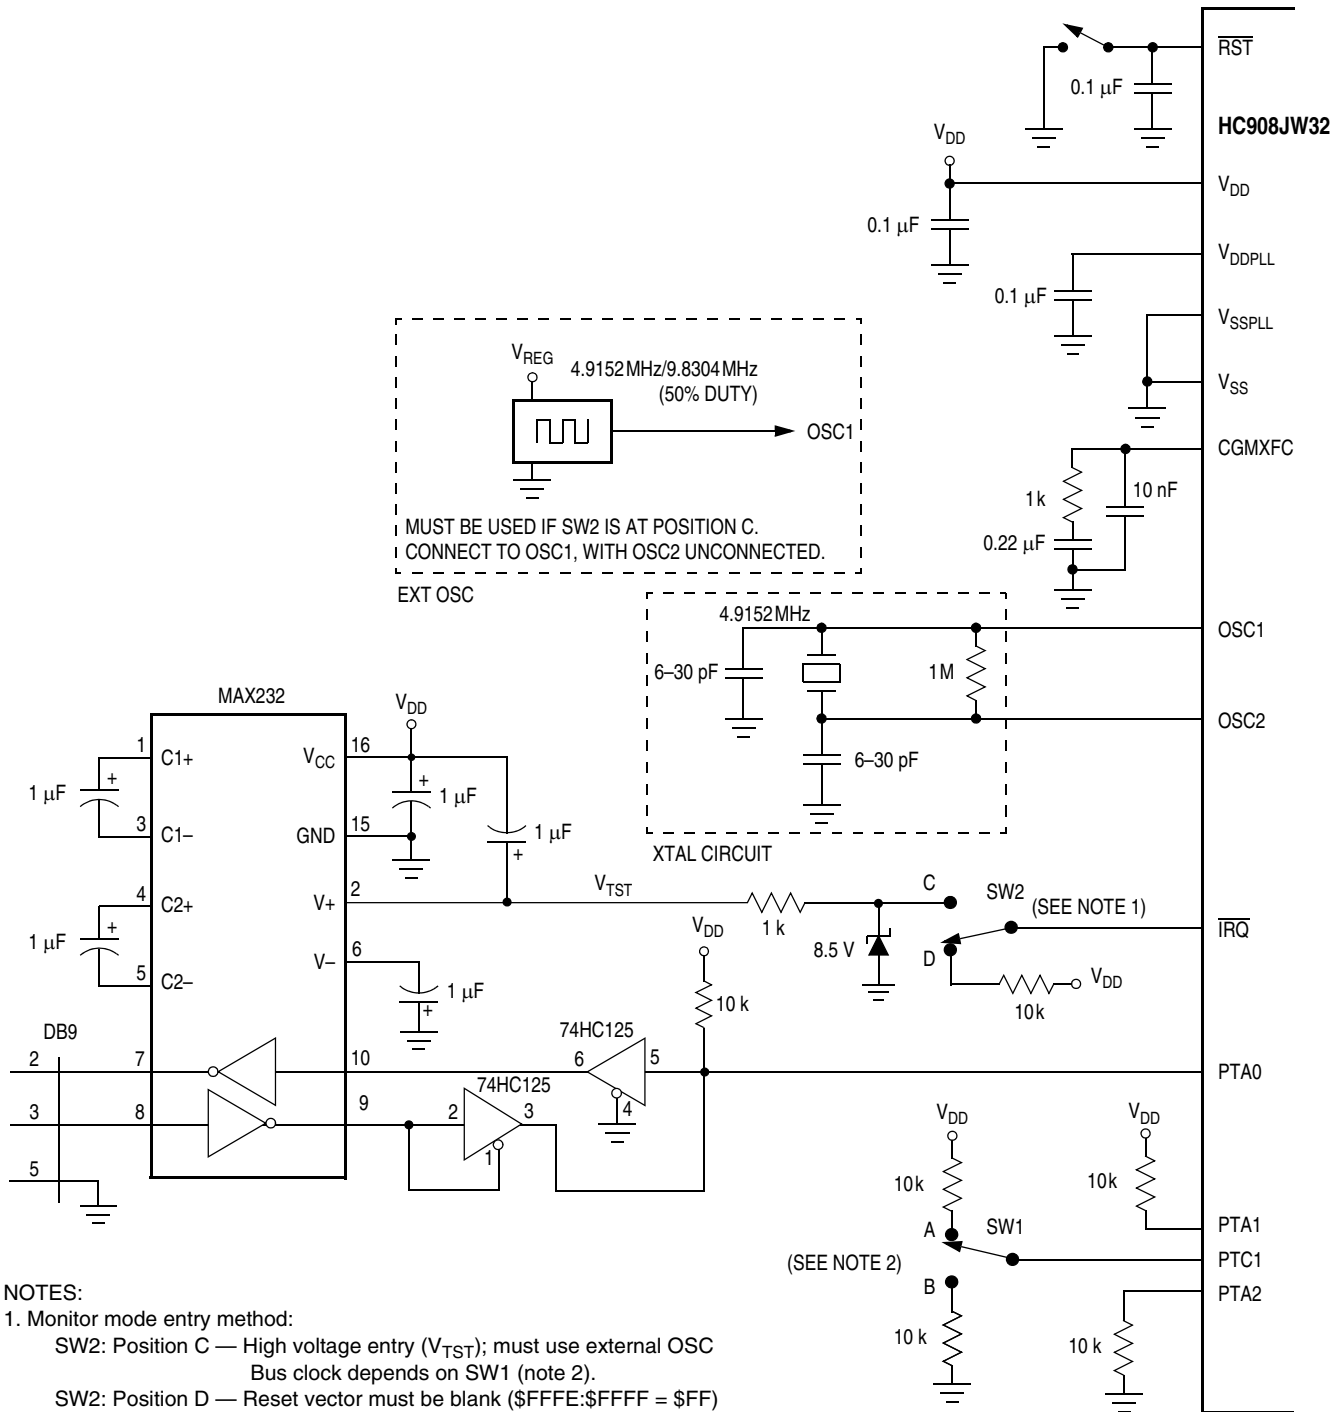 RST
0.1 µF
HC908JW32
VDD
VDD
0.1 µF
VDDPLL
0.1 µF
VSSPLL
VSS
VREG
4.9152MHz/9.8304MHz
(50% DUTY)
OSC1
MUST BE USED IF SW2 IS AT POSITION C.
CONNECT TO OSC1, WITH OSC2 UNCONNECTED.
EXT OSC
CGMXFC
1k
10 nF
0.22 µF
4.9152MHz
OSC1
6–30 pF
1M
OSC2
6–30 pF
XTAL CIRCUIT
MAX232
VDD
1
C1+
VCC
16
1 µF
+
+
1 µF
3
C1–
GND
15
1 µF
+
4
C2+
V+
2
VTST
1 k
8.5 V
C
SW2
(SEE NOTE 1)
IRQ
D
VDD
10k
1 µF
+
5
C2–
V–
6
1 µF
+
VDD
10 k
DB9
2
7
10
74HC125
6
5
4
PTA0
3
8
9
74HC125
2
3
1
5
VDD
10k
VDD
10k
A
SW1
PTA1
(SEE NOTE 2)
PTC1
B
PTA2
10 k
10 k
NOTES:
1. Monitor mode entry method:
SW2: Position C — High voltage entry (VTST); must use external OSC
Bus clock depends on SW1 (note 2).
SW2: Position D — Reset vector must be blank ($FFFE:$FFFF = $FF)